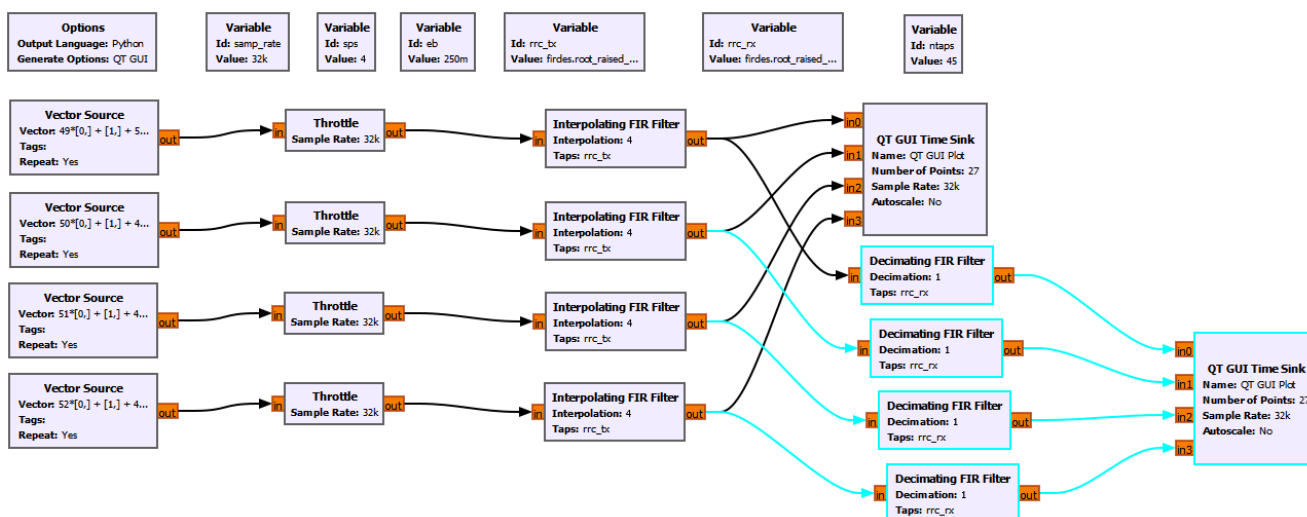 Options
Output Language: Python
Generate Options: QT GUI
Variable
Id: samp_rate
Value: 32k
Variable
Id: sps
Value: 4
Variable
Id: eb
Value: 250m
Variable
Id: rrc_tx
Value: firdes.root_raised_...
Variable
Id: rrc_rx
Value: firdes.root_raised_...
Variable
Id: ntaps
Value: 45
Vector Source
Vector: 49*[0,] + [1,] + 5...
Tags:
Repeat: Yes
out
in
Throttle
Sample Rate: 32k
out
in
Interpolating FIR Filter
Interpolation: 4
Taps: rrc_tx
out
in0
in1
in2
in3
QT GUI Time Sink
Name: QT GUI Plot
Number of Points: 27
Sample Rate: 32k
Autoscale: No
Vector Source
Vector: 50*[0,] + [1,] + 4...
Tags:
Repeat: Yes
out
in
Throttle
Sample Rate: 32k
out
in
Interpolating FIR Filter
Interpolation: 4
Taps: rrc_tx
out
Vector Source
Vector: 51*[0,] + [1,] + 4...
Tags:
Repeat: Yes
out
in
Throttle
Sample Rate: 32k
out
in
Interpolating FIR Filter
Interpolation: 4
Taps: rrc_tx
out
Vector Source
Vector: 52*[0,] + [1,] + 4...
Tags:
Repeat: Yes
out
in
Throttle
Sample Rate: 32k
out
in
Interpolating FIR Filter
Interpolation: 4
Taps: rrc_tx
out
in
Decimating FIR Filter
Decimation: 1
Taps: rrc_rx
out
in
Decimating FIR Filter
Decimation: 1
Taps: rrc_rx
out
in
Decimating FIR Filter
Decimation: 1
Taps: rrc_rx
out
in
Decimating FIR Filter
Decimation: 1
Taps: rrc_rx
out
in0
in1
in2
in3
QT GUI Time Sink
Name: QT GUI Plot
Number of Points: 27
Sample Rate: 32k
Autoscale: No